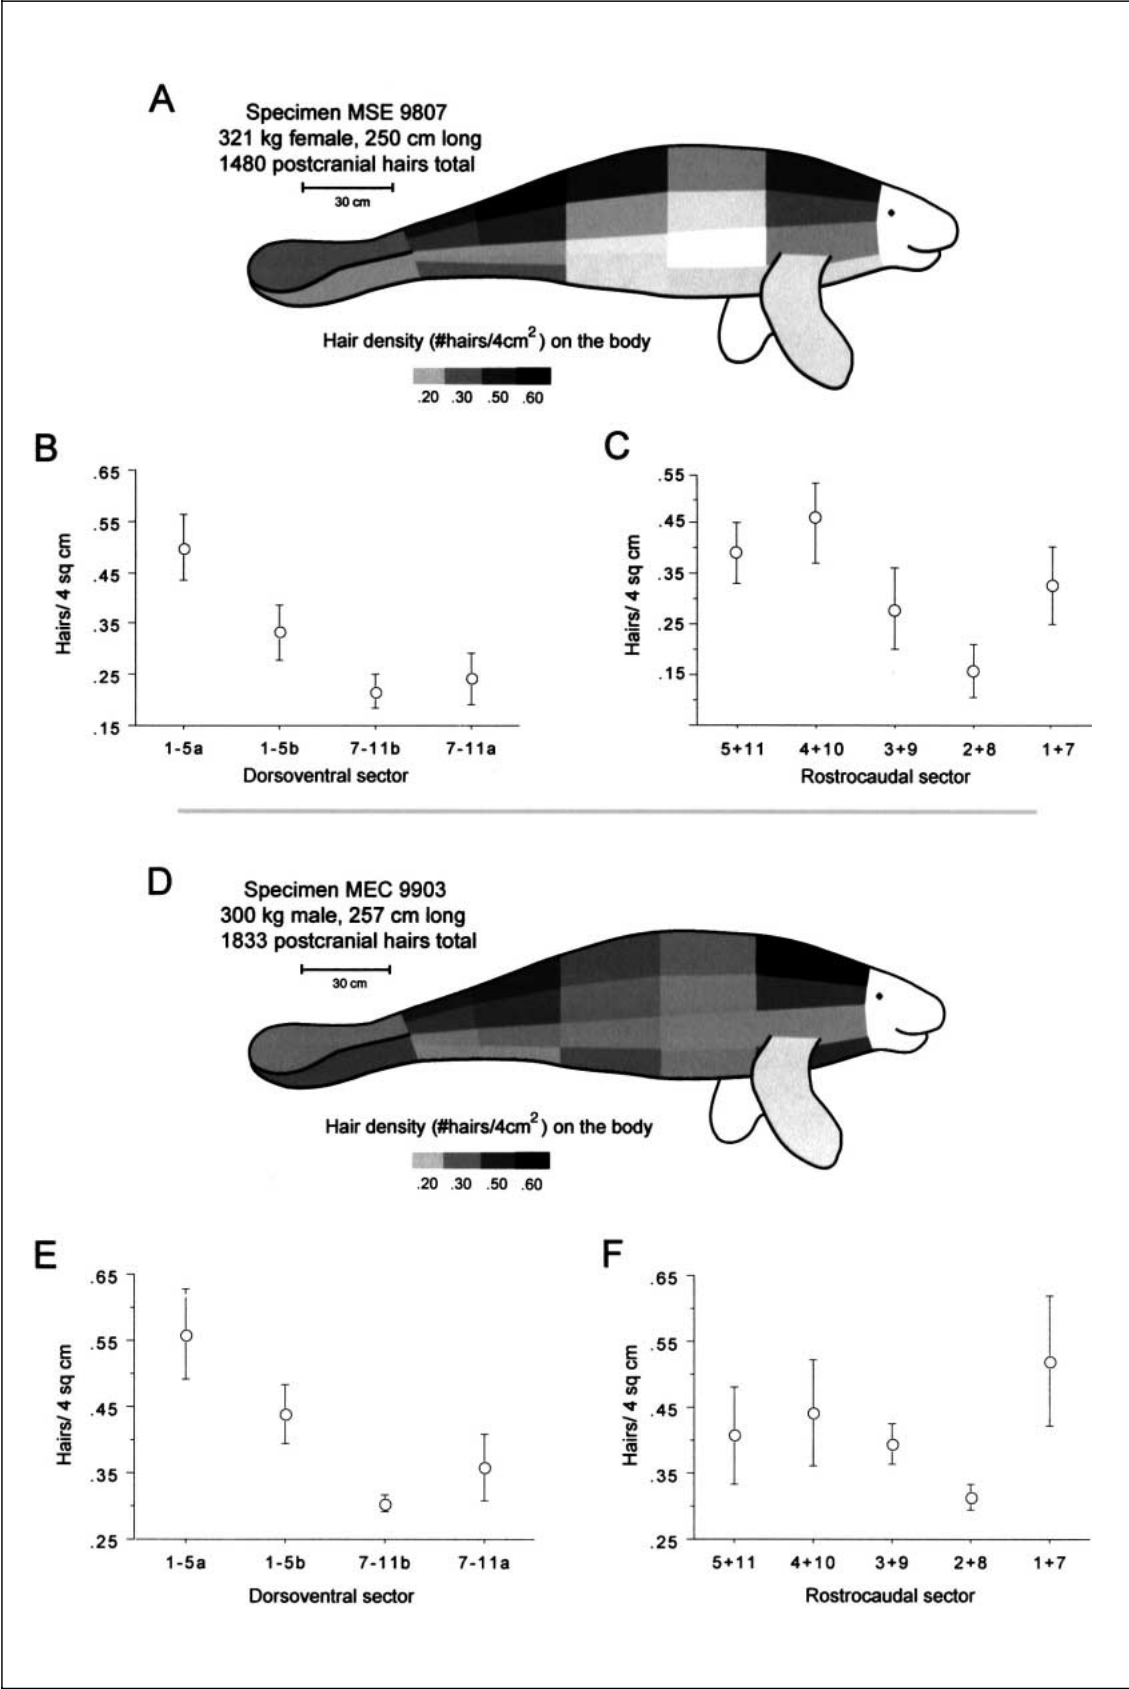 A
Specimen MSE 9807
321 kg female, 250 cm long
1480 postcranial hairs total
30 cm
Hair density (#hairs/4cm²) on the body
.20 .30 .50 .60
B
.65
.55
.45
.35
.25
.15
Hairs/ 4 sq cm
1-5a 1-5b 7-11b 7-11a
Dorsoventral sector
C
.55
.45
.35
.25
.15
Hairs/ 4 sq cm
5+11 4+10 3+9 2+8 1+7
Rostrocaudal sector
D
Specimen MEC 9903
300 kg male, 257 cm long
1833 postcranial hairs total
30 cm
Hair density (#hairs/4cm²) on the body
.20 .30 .50 .60
E
.65
.55
.45
.35
.25
Hairs/ 4 sq cm
1-5a 1-5b 7-11b 7-11a
Dorsoventral sector
F
.65
.55
.45
.35
.25
Hairs/ 4 sq cm
5+11 4+10 3+9 2+8 1+7
Rostrocaudal sector